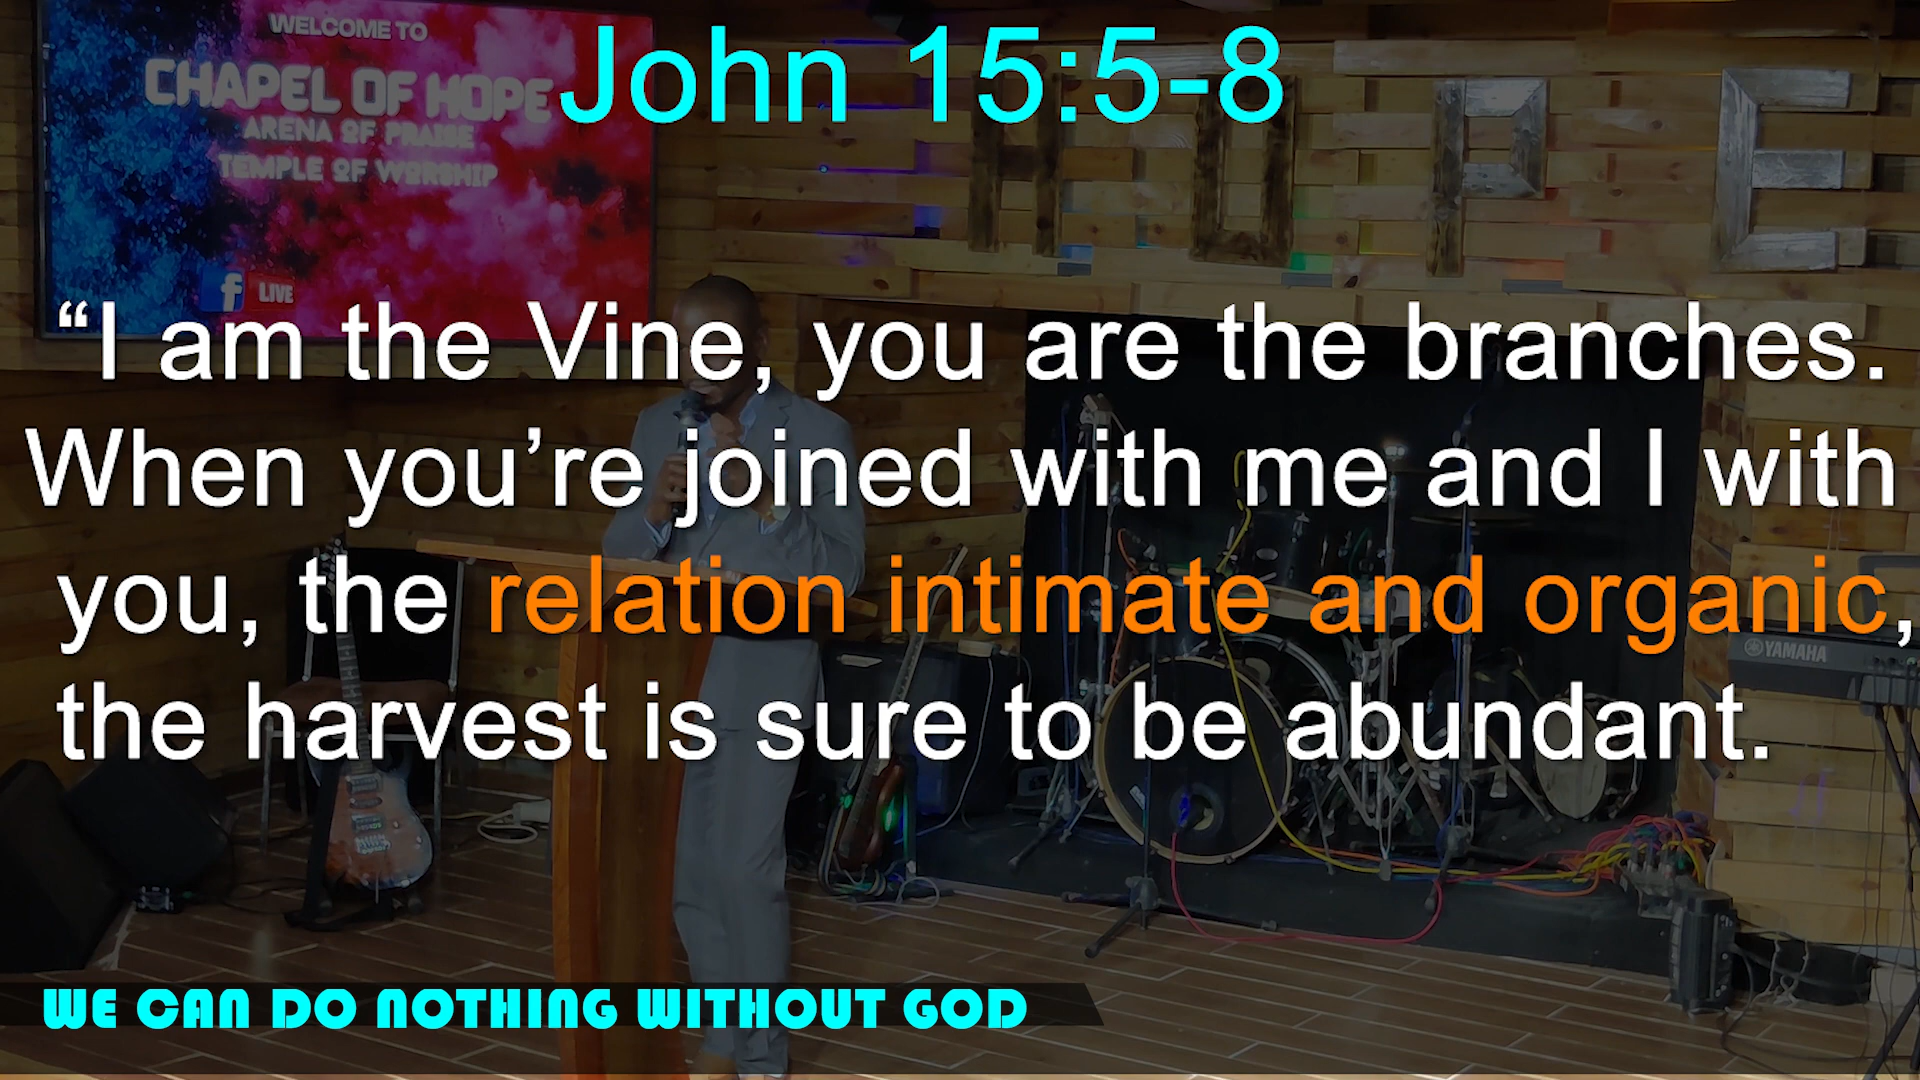 WELCOME TO
CHAPEL OF HOPE
ARENA OF PRAISE
TEMPLE OF WORSHIP
f LIVE
John 15:5-8
HOPE
“I am the Vine, you are the branches.
When you’re joined with me and I with
you, the relation intimate and organic,
the harvest is sure to be abundant.
YAMAHA
WE CAN DO NOTHING WITHOUT GOD